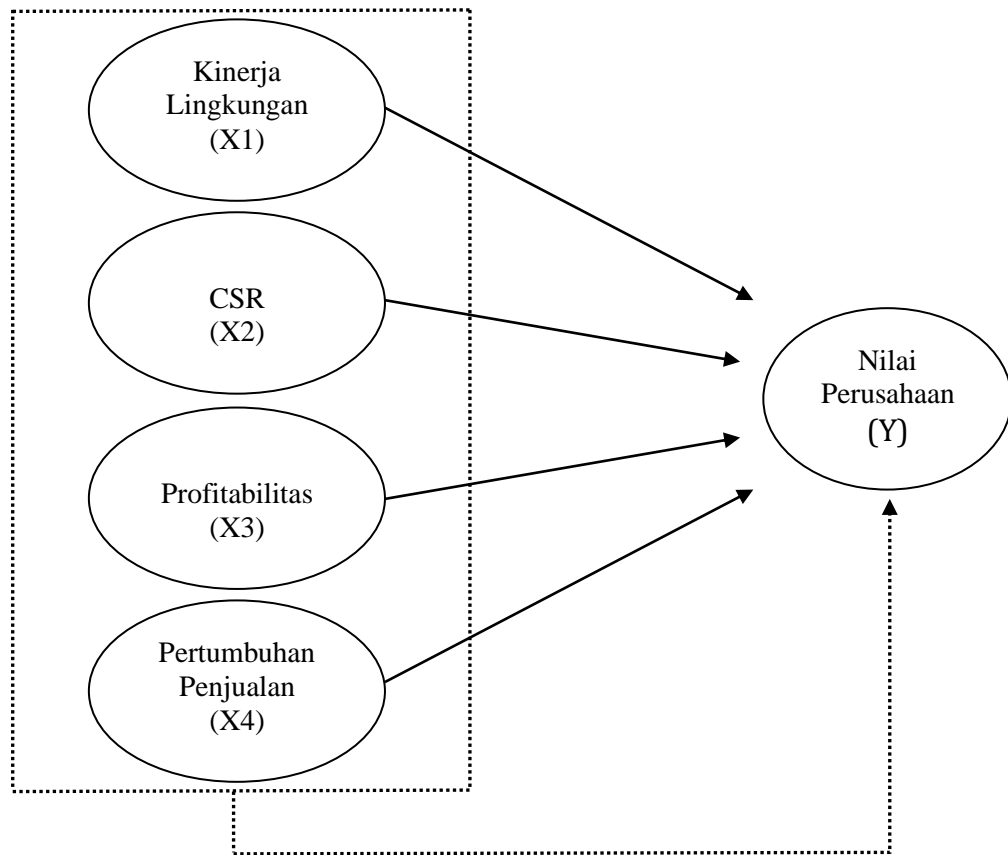 Kinerja
Lingkungan
(X1)
CSR
(X2)
Profitabilitas
(X3)
Pertumbuhan
Penjualan
(X4)
Nilai
Perusahaan
(Y)